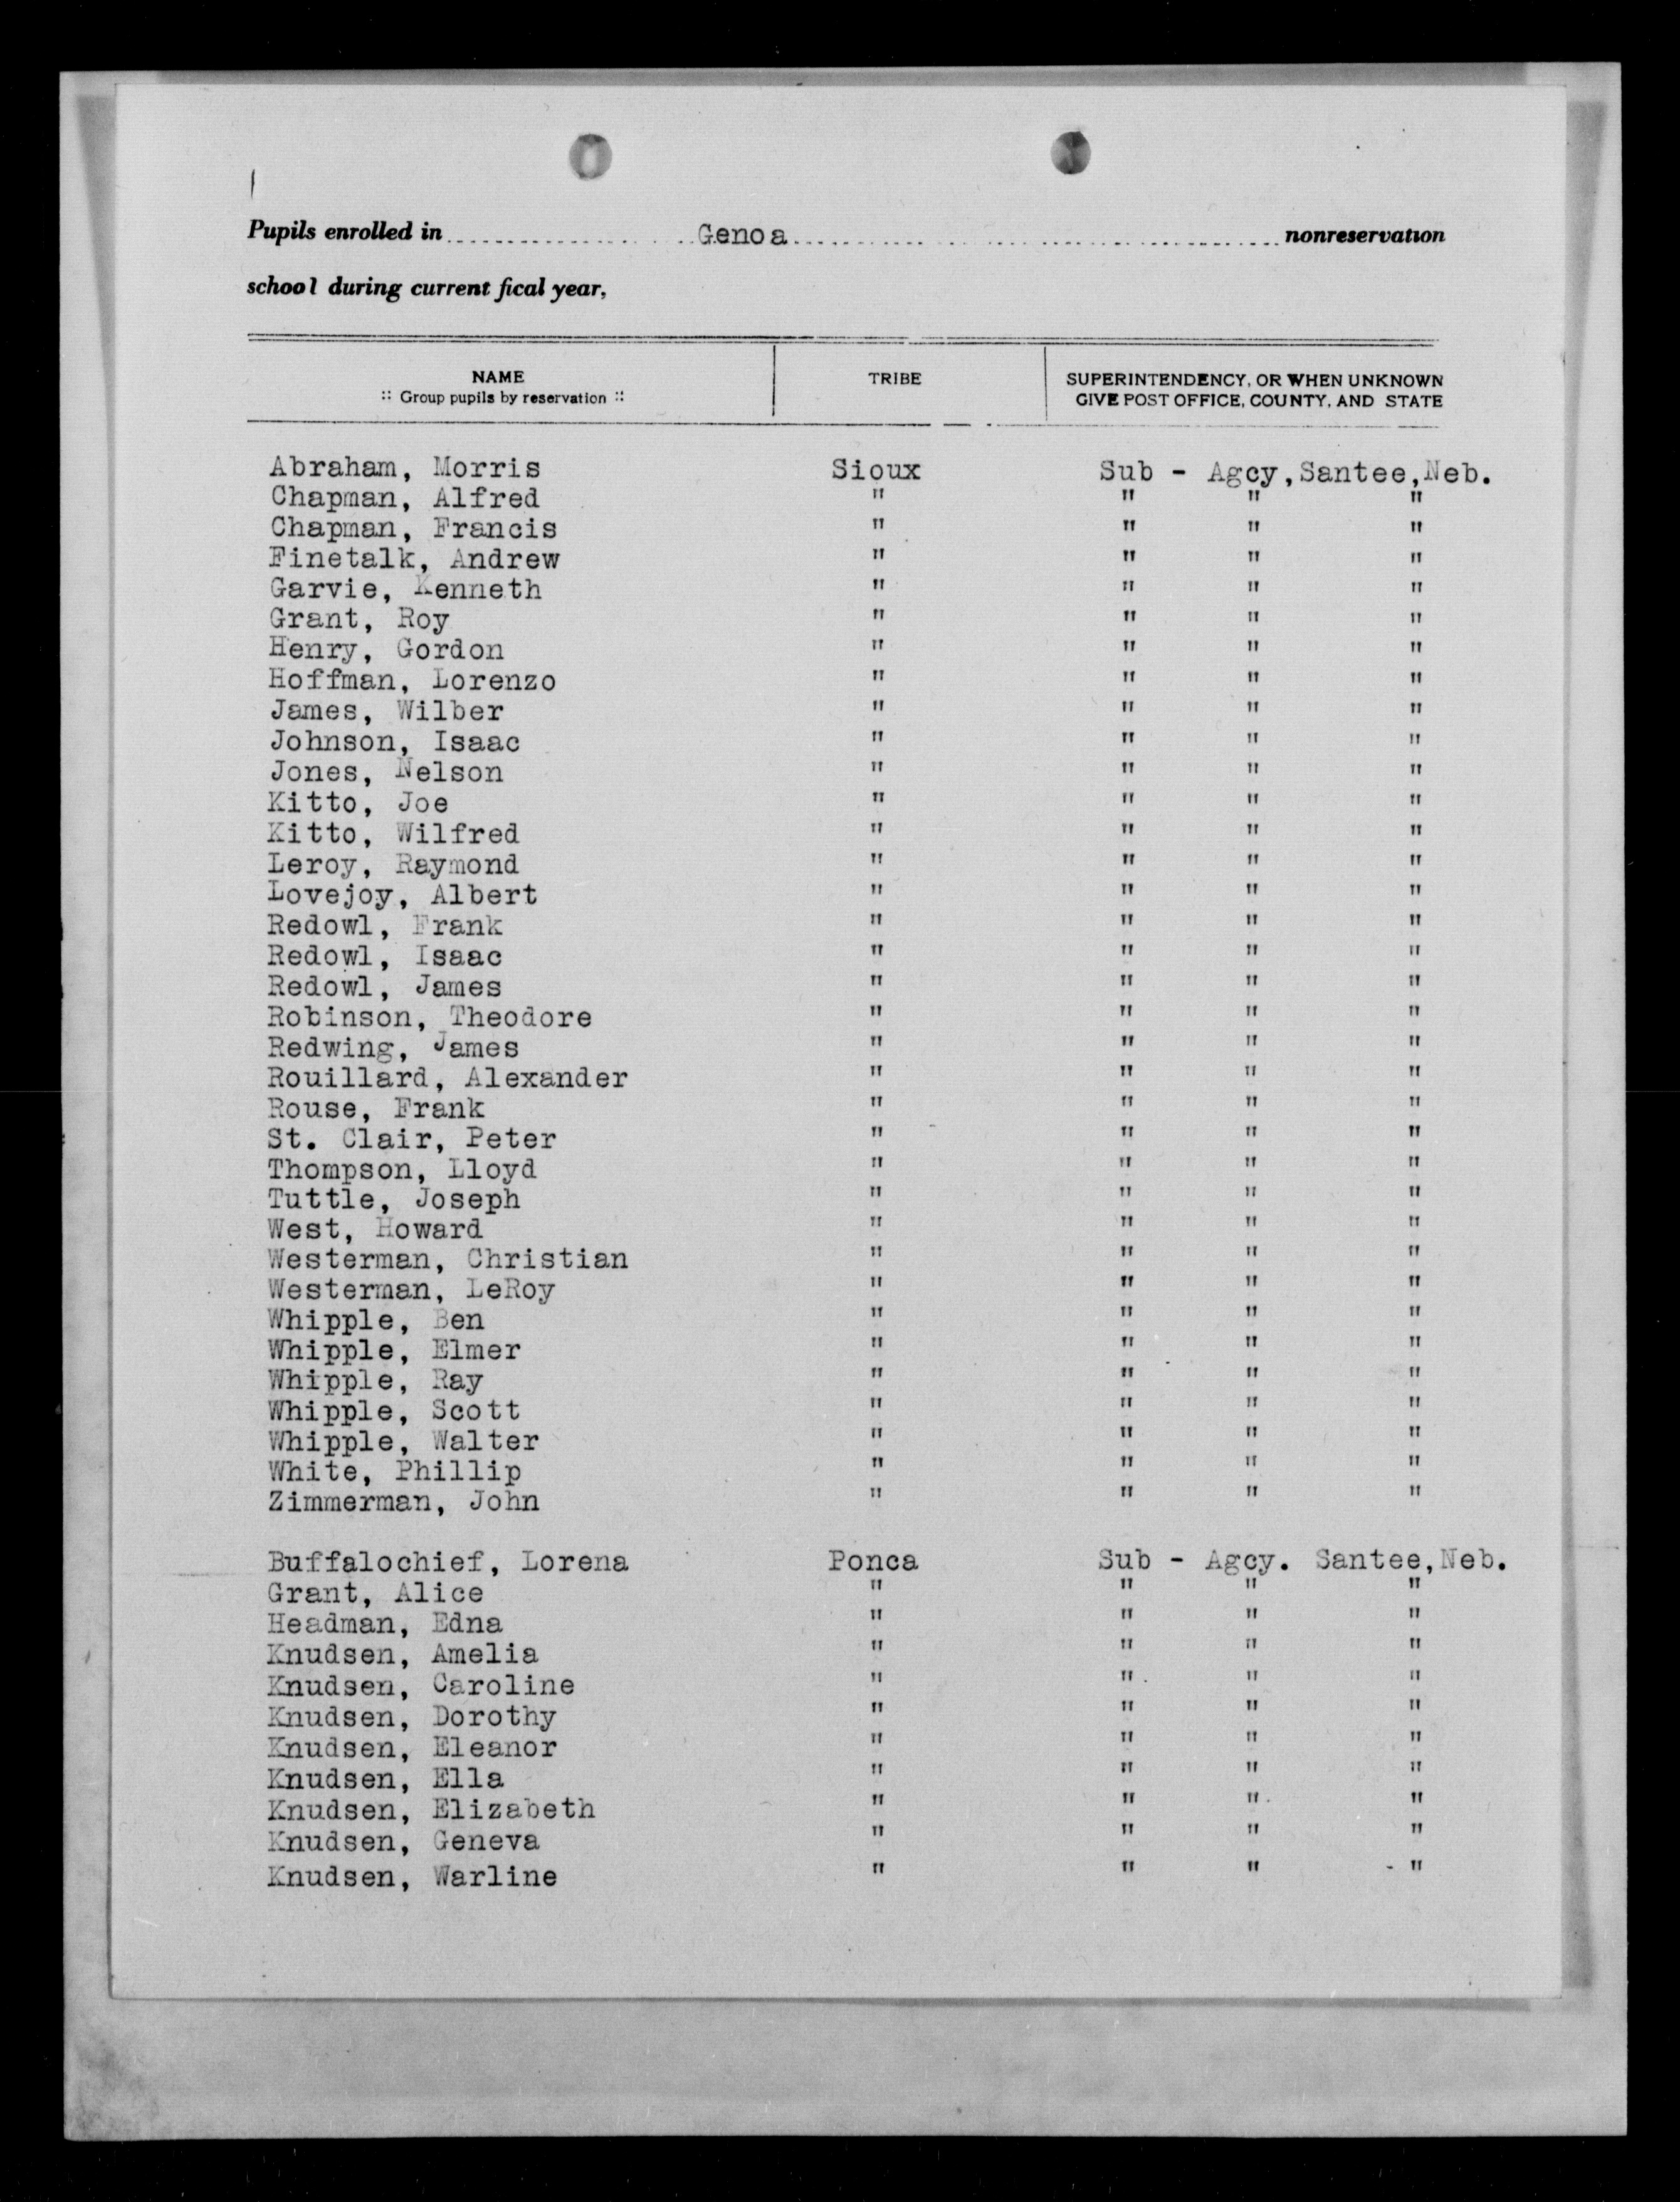 Pupils enrolled in Genoa nonreservation
school during current fical year,
NAME TRIBE SUPERINTENDENCY, OR WHEN UNKNOWN
:: Group pupils by reservation :: GIVE POST OFFICE, COUNTY, AND STATE
Abraham, Morris Sioux Sub - Agcy, Santee, Neb.
Chapman, Alfred " " " "
Chapman, Francis " " " "
Finetalk, Andrew " " " "
Garvie, Kenneth " " " "
Grant, Roy " " " "
Henry, Gordon " " " "
Hoffman, Lorenzo " " " "
James, Wilber " " " "
Johnson, Isaac " " " "
Jones, Nelson " " " "
Kitto, Joe " " " "
Kitto, Wilfred " " " "
Leroy, Raymond " " " "
Lovejoy, Albert " " " "
Redowl, Frank " " " "
Redowl, Isaac " " " "
Redowl, James " " " "
Robinson, Theodore " " " "
Redwing, James " " " "
Rouillard, Alexander " " " "
Rouse, Frank " " " "
St. Clair, Peter " " " "
Thompson, Lloyd " " " "
Tuttle, Joseph " " " "
West, Howard " " " "
Westerman, Christian " " " "
Westerman, LeRoy " " " "
Whipple, Ben " " " "
Whipple, Elmer " " " "
Whipple, Ray " " " "
Whipple, Scott " " " "
Whipple, Walter " " " "
White, Phillip " " " "
Zimmerman, John " " " "
Buffalochief, Lorena Ponca Sub - Agcy. Santee, Neb.
Grant, Alice " " " "
Headman, Edna " " " "
Knudsen, Amelia " " " "
Knudsen, Caroline " " " "
Knudsen, Dorothy " " " "
Knudsen, Eleanor " " " "
Knudsen, Ella " " " "
Knudsen, Elizabeth " " " "
Knudsen, Geneva " " " "
Knudsen, Warline " " " "